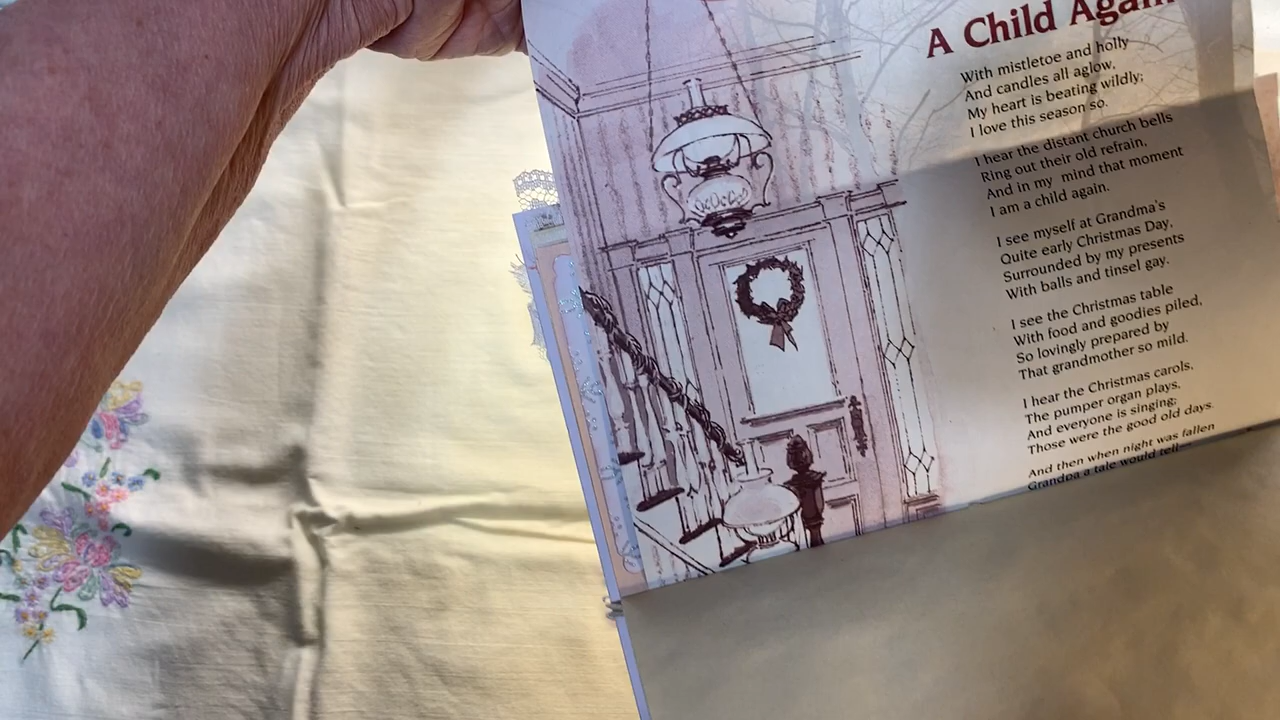 A Child Again
With mistletoe and holly
And candles all aglow,
My heart is beating wildly;
I love this season so.
I hear the distant church bells
Ring out their old refrain,
And in my mind that moment
I am a child again.
I see myself at Grandma's
Quite early Christmas Day,
Surrounded by my presents
With balls and tinsel gay.
I see the Christmas table
With food and goodies piled,
So lovingly prepared by
That grandmother so mild.
I hear the Christmas carols,
The pumper organ plays,
And everyone is singing;
Those were the good old days.
And then when night was fallen
Grandpa a tale would tell—